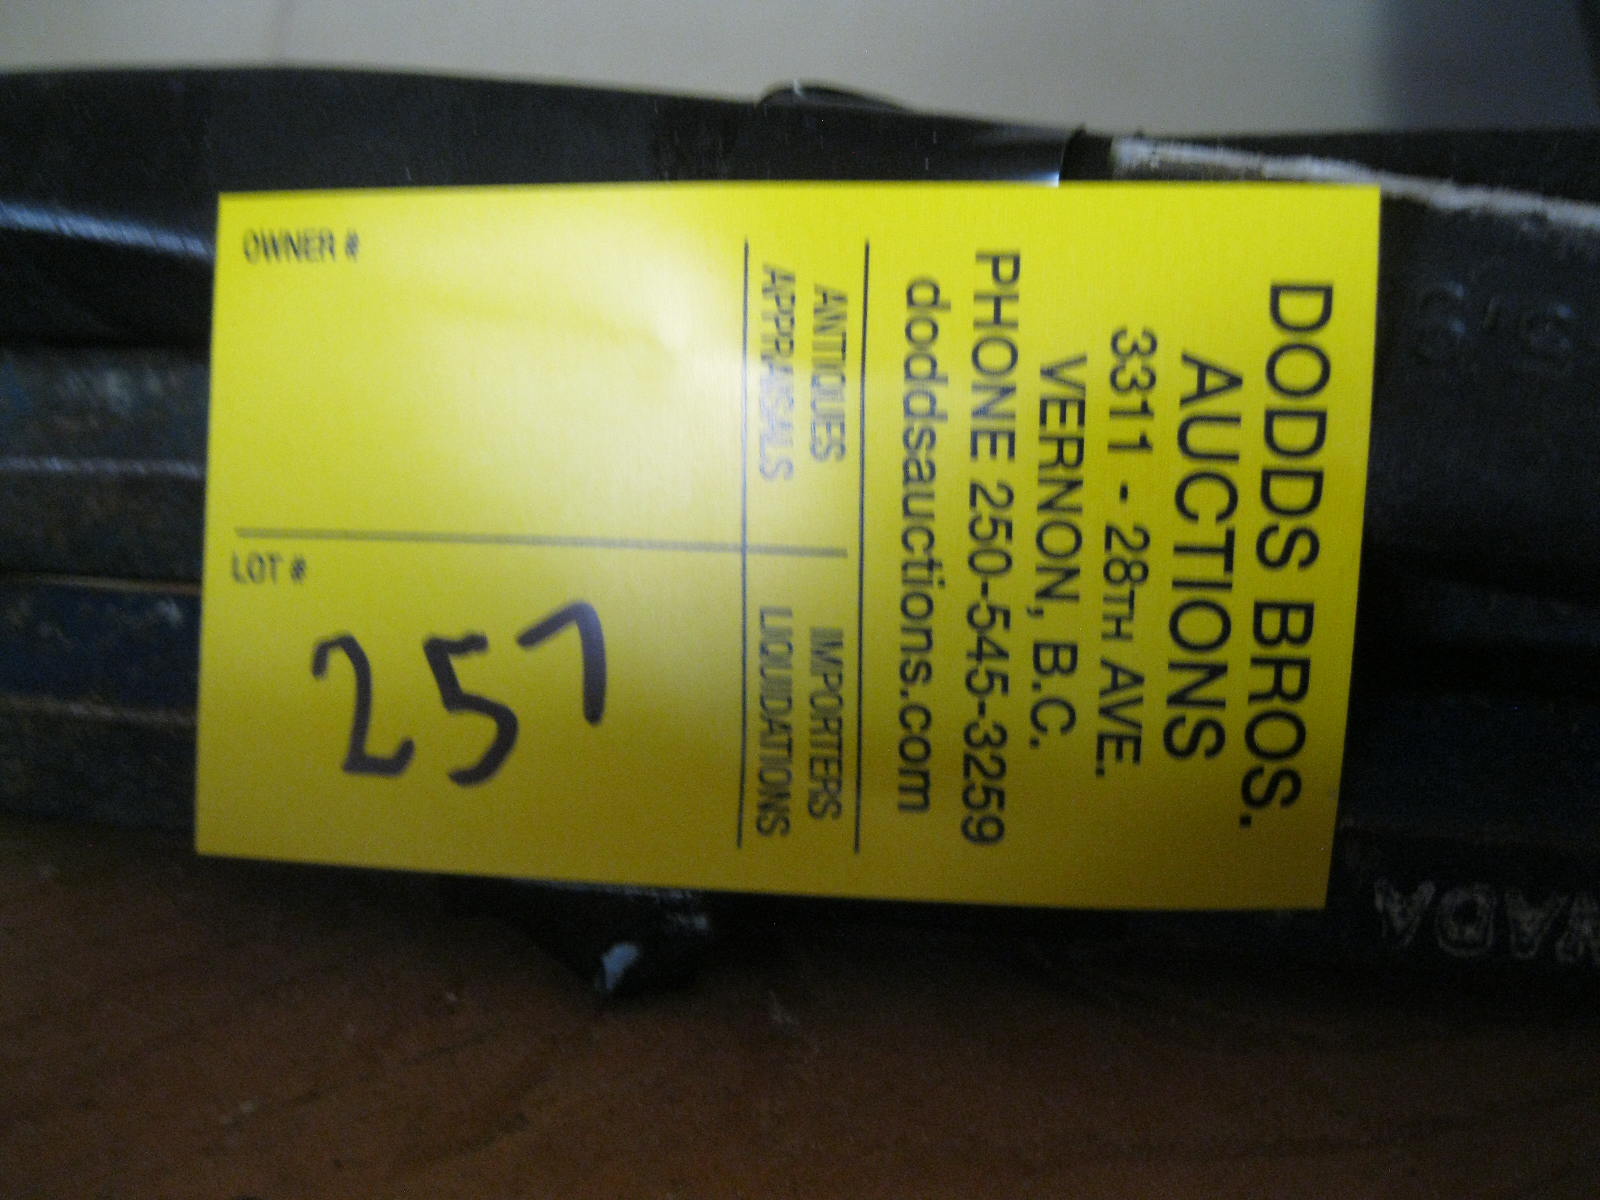 DODDS BROS.
AUCTIONS
3311 - 28TH AVE.
VERNON, B.C.
PHONE 250-545-3259
doddsauctions.com
ANTIQUES
APPRAISALS
IMPORTERS
LIQUIDATIONS
OWNER #
LOT #
257